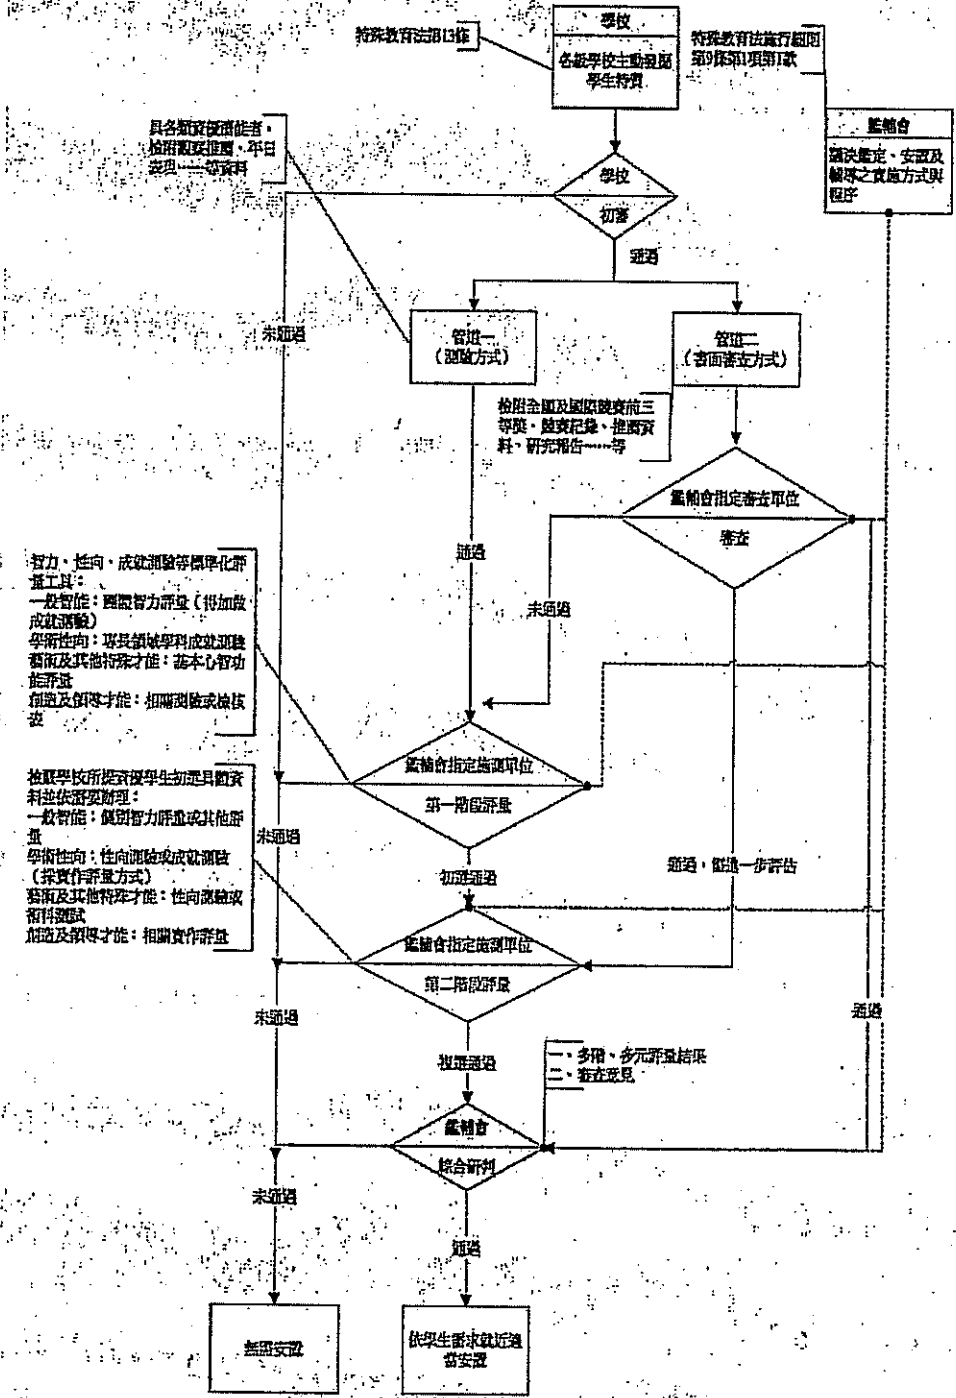 特殊教育法第13條
學校
各級學校主動發掘
學生特質
特殊教育法施行細則
第9條第1項第1款
鑑輔會
議決鑑定、安置及
輔導之實施方式與
程序
具各類資優潛能者，
檢附觀察推薦、平日
表現……等資料
學校
初審
通過
未通過
管道一
（測驗方式）
管道二
（書面審查方式）
檢附全國及國際競賽前三
等獎、競賽紀錄、推薦資
料、研究報告……等
鑑輔會指定審查單位
審查
通過
未通過
智力、性向、成就測驗等標準化評
量工具：
一般智能：團體智力評量（得加做
成就測驗）
學術性向：專長領域學科成就測驗
藝術及其他特殊才能：基本心智功
能評量
創造及領導才能：相關測驗或檢核
表
鑑輔會指定施測單位
第一階段評量
檢驗學校所提資優學生初選具體資
料並依需要辦理：
一般智能：個別智力評量或其他評
量
學術性向：性向測驗或成就測驗
（採實作評量方式）
藝術及其他特殊才能：性向測驗或
術科測試
創造及領導才能：相關實作評量
未通過
初選通過
通過，需進一步評估
鑑輔會指定施測單位
第二階段評量
未通過
通過
複選通過
一、多階、多元評量結果
二、審查意見
鑑輔會
綜合研判
未通過
通過
無需安置
依學生需求就近適
當安置